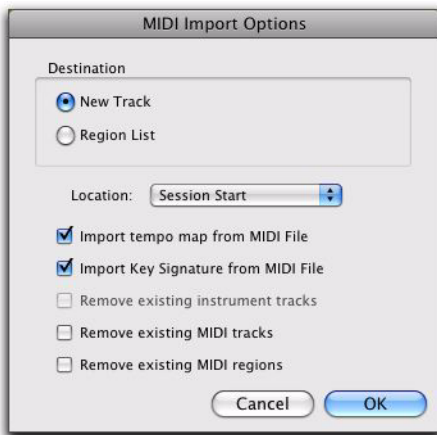 MIDI Import Options
Destination
New Track
Region List
Location: Session Start
Import tempo map from MIDI File
Import Key Signature from MIDI File
Remove existing instrument tracks
Remove existing MIDI tracks
Remove existing MIDI regions
Cancel OK